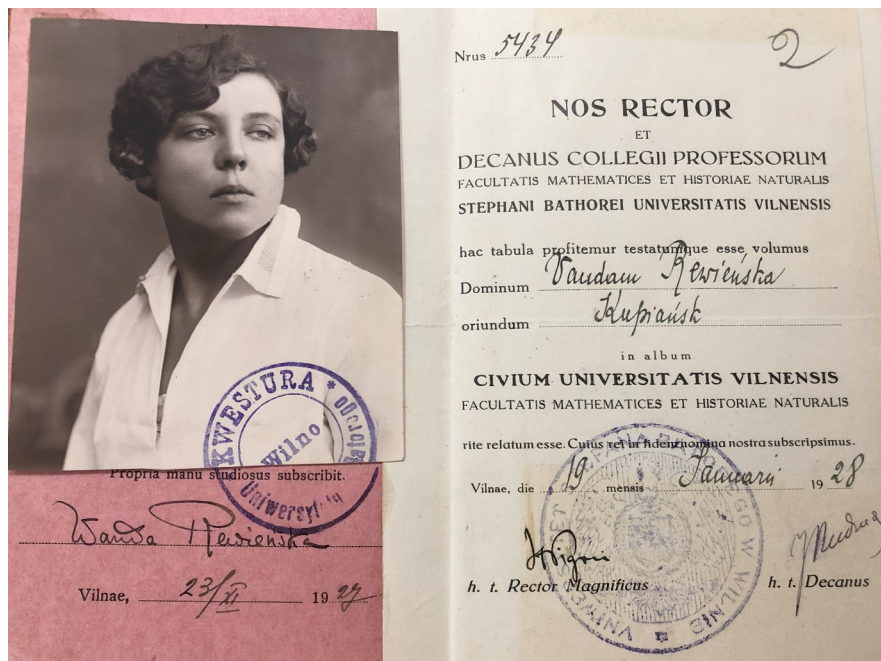 KWESTURA * Batorego
Wilno
Uniwersytetu
Propria manu studiosus subscribit.
Wanda Rewieńska
Vilnae, 23/XI 1927
Nrus 5434
2
NOS RECTOR
ET
DECANUS COLLEGII PROFESSORUM
FACULTATIS MATHEMATICES ET HISTORIAE NATURALIS
STEPHANI BATHOREI UNIVERSITATIS VILNENSIS
hac tabula profitemur testatumque esse volumus
Dominum Vandam Rewieńska
oriundum Kupiańsk
in album
CIVIUM UNIVERSITATIS VILNENSIS
FACULTATIS MATHEMATICES ET HISTORIAE NATURALIS
rite relatum esse. Cuius rei in fidem nomina nostra subscripsimus.
Vilnae, die 19 mensis Januarii 1928
h. t. Rector Magnificus
h. t. Decanus